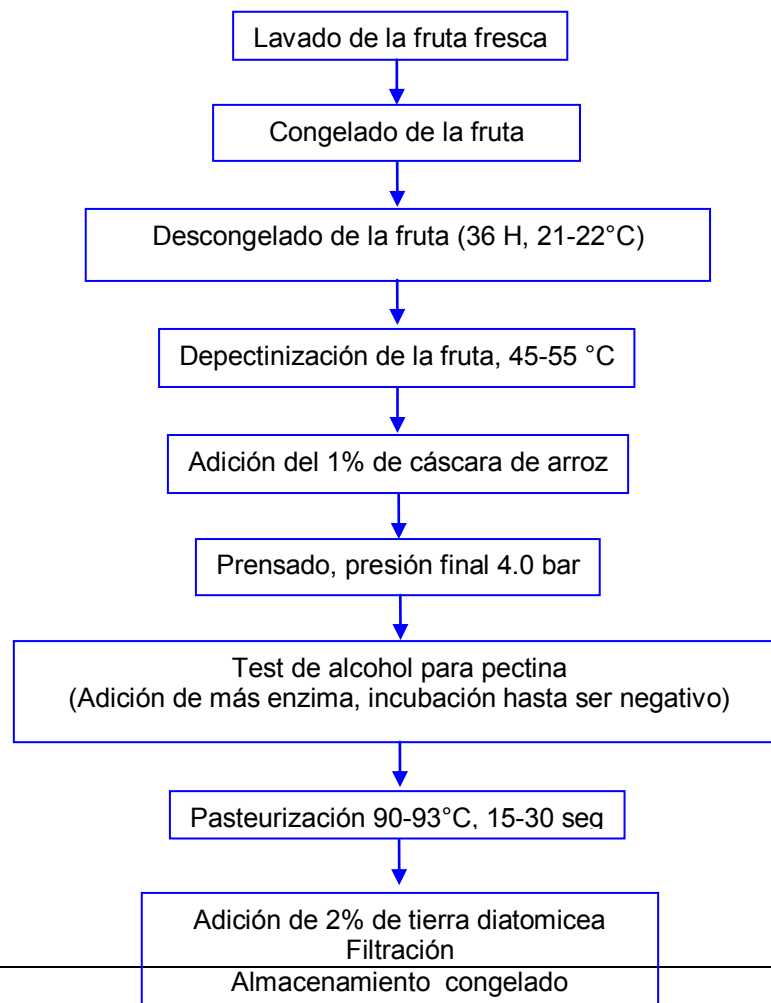 Lavado de la fruta fresca
Congelado de la fruta
Descongelado de la fruta (36 H, 21-22°C)
Depectinización de la fruta, 45-55 °C
Adición del 1% de cáscara de arroz
Prensado, presión final 4.0 bar
Test de alcohol para pectina
(Adición de más enzima, incubación hasta ser negativo)
Pasteurización 90-93°C, 15-30 seg
Adición de 2% de tierra diatomicea
Filtración
Almacenamiento congelado